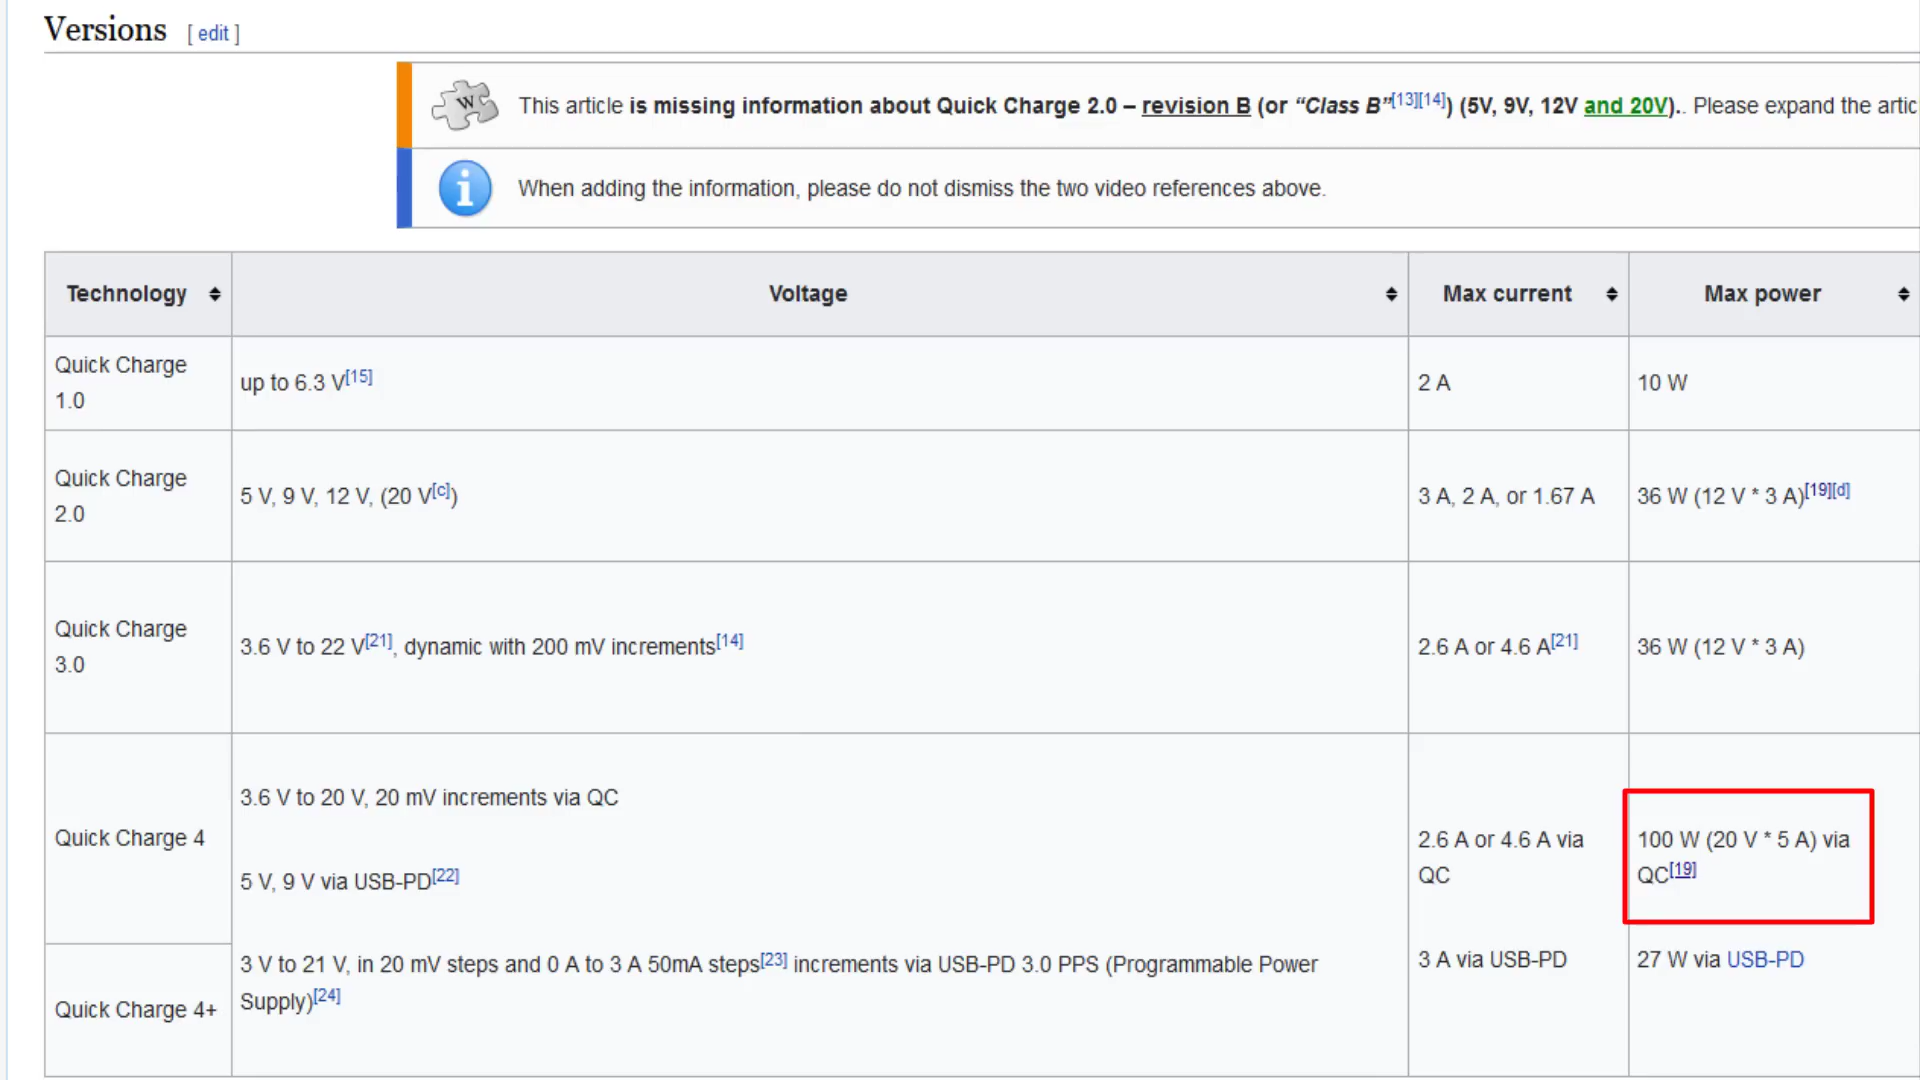 Versions [ edit ]
This article is missing information about Quick Charge 2.0 – revision B (or “Class B”[13][14]) (5V, 9V, 12V and 20V).. Please expand the artic
When adding the information, please do not dismiss the two video references above.
Technology Voltage Max current Max power
Quick Charge
1.0
up to 6.3 V[15]
2 A
10 W
Quick Charge
2.0
5 V, 9 V, 12 V, (20 V[c])
3 A, 2 A, or 1.67 A
36 W (12 V * 3 A)[19][d]
Quick Charge
3.0
3.6 V to 22 V[21], dynamic with 200 mV increments[14]
2.6 A or 4.6 A[21]
36 W (12 V * 3 A)
Quick Charge 4
3.6 V to 20 V, 20 mV increments via QC
5 V, 9 V via USB-PD[22]
2.6 A or 4.6 A via
QC
100 W (20 V * 5 A) via
QC[19]
Quick Charge 4+
3 V to 21 V, in 20 mV steps and 0 A to 3 A 50mA steps[23] increments via USB-PD 3.0 PPS (Programmable Power
Supply)[24]
3 A via USB-PD
27 W via USB-PD